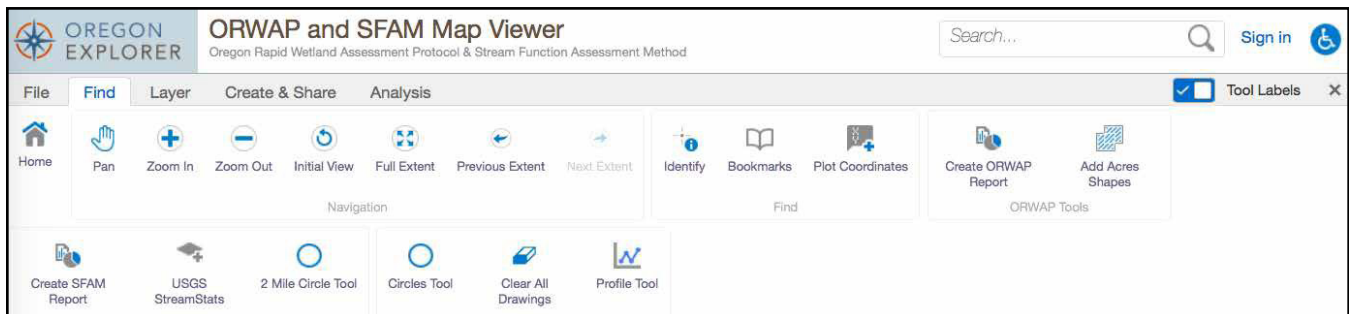 OREGON
EXPLORER
ORWAP and SFAM Map Viewer
Oregon Rapid Wetland Assessment Protocol & Stream Function Assessment Method
Search...
Sign in
File Find Layer Create & Share Analysis
Tool Labels
Home
Pan
Zoom In
Zoom Out
Initial View
Full Extent
Previous Extent
Next Extent
Navigation
Identify
Bookmarks
Plot Coordinates
Find
Create ORWAP
Report
Add Acres
Shapes
ORWAP Tools
Create SFAM
Report
USGS
StreamStats
2 Mile Circle Tool
Circles Tool
Clear All
Drawings
Profile Tool